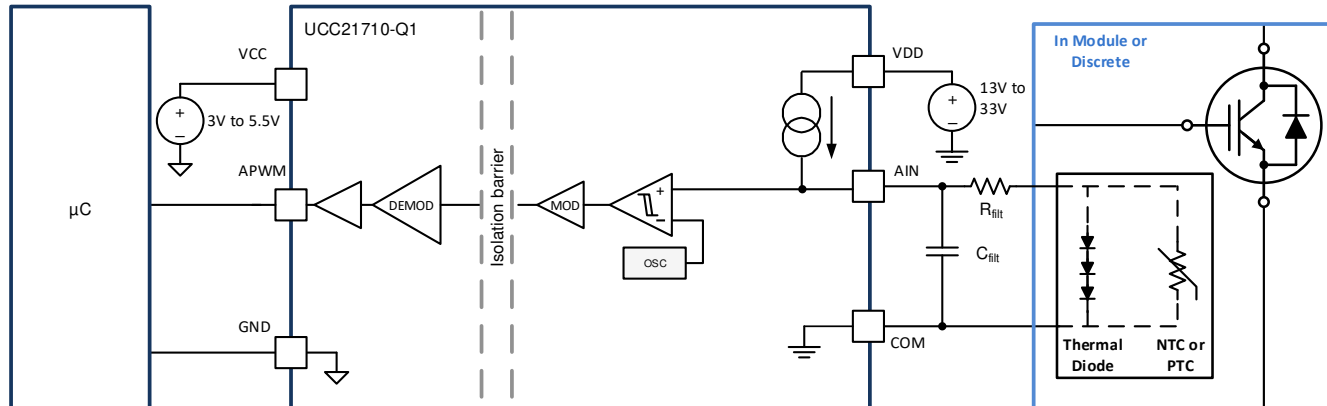 UCC21710-Q1
In Module or
Discrete
VCC
VDD
+
3V to 5.5V
−
+
13V to
33V
−
Isolation barrier
APWM
AIN
µC
DEMOD
MOD
+
−
OSC
Rfilt
Cfilt
GND
COM
Thermal
Diode
NTC or
PTC